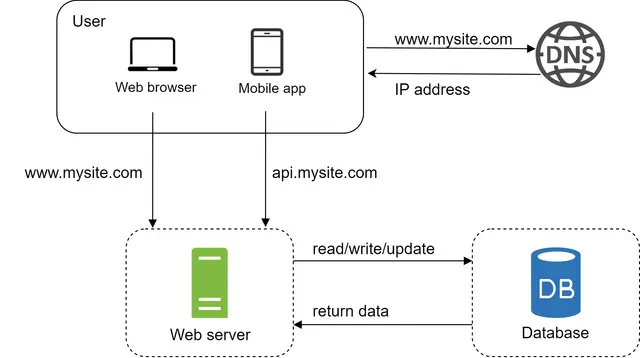 User
www.mysite.com
DNS
Web browser
Mobile app
IP address
www.mysite.com
api.mysite.com
read/write/update
DB
return data
Web server
Database